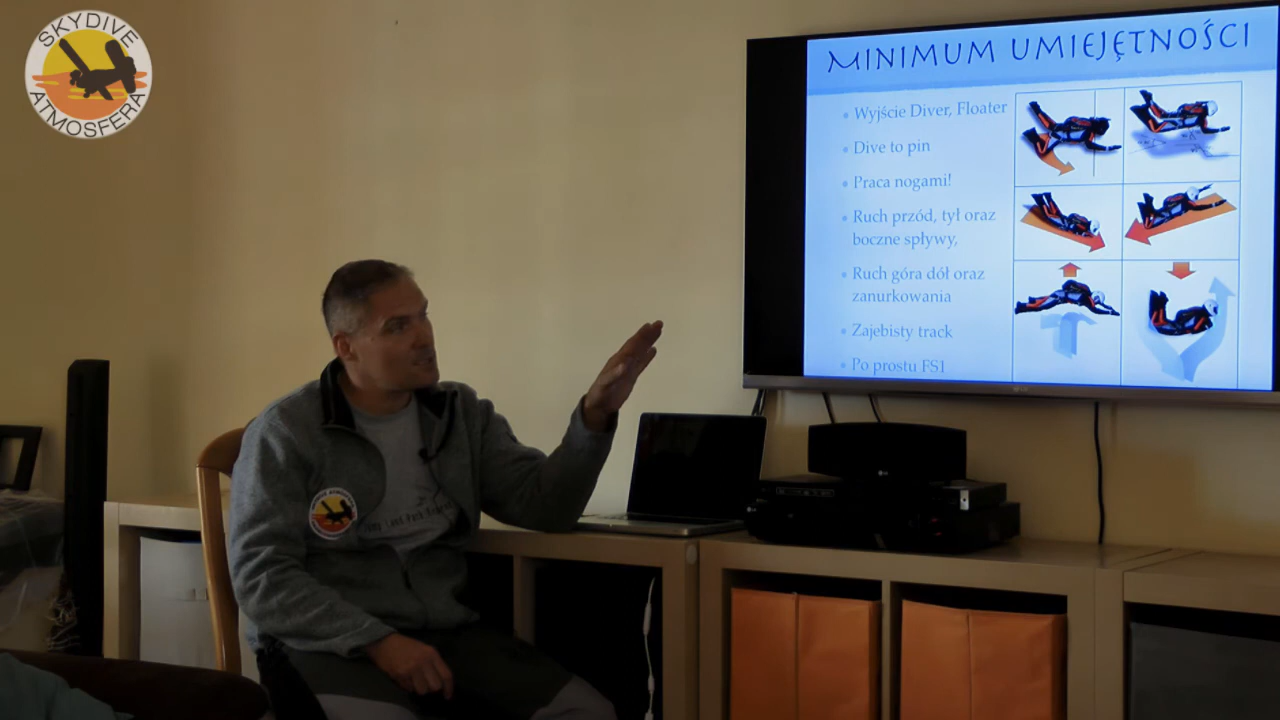 SKYDIVE
ATMOSFERA
MINIMUM UMIEJĘTNOŚCI
Wyjście Diver, Floater
Dive to pin
Praca nogami!
Ruch przód, tył oraz
boczne spływy,
Ruch góra dół oraz
zanurkowania
Zajebisty track
Po prostu FS1
LG